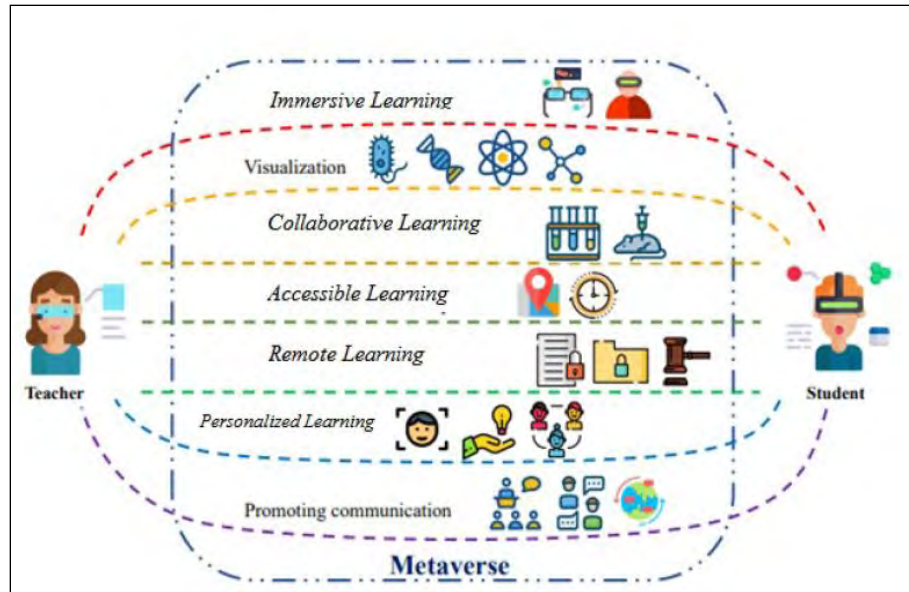 Immersive Learning
Visualization
Collaborative Learning
Accessible Learning
Remote Learning
Teacher
Student
Personalized Learning
Promoting communication
Metaverse